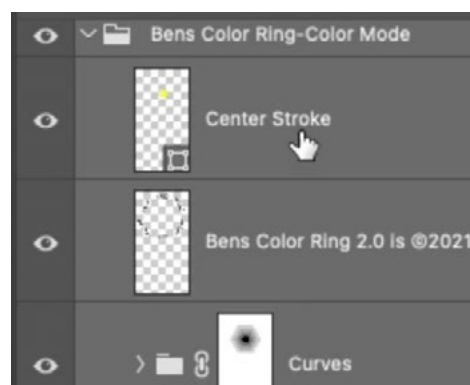 Bens Color Ring-Color Mode
Center Stroke
Bens Color Ring 2.0 is ©2021
Curves